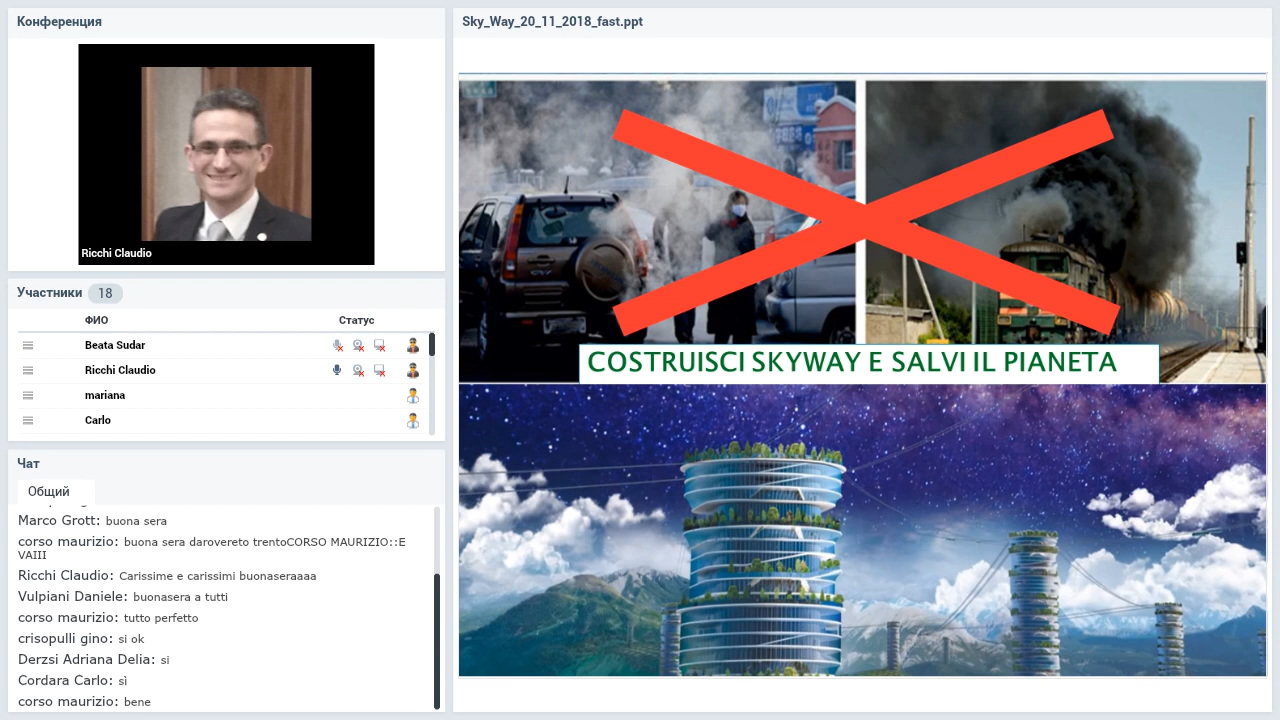 Конференция
Ricchi Claudio
Участники 18
ФИО Статус
Beata Sudar
Ricchi Claudio
mariana
Carlo
Чат
Общий
Marco Grott: buona sera
corso maurizio: buona sera darovereto trentoCORSO MAURIZIO::E
VAIII
Ricchi Claudio: Carissime e carissimi buonaseraaaa
Vulpiani Daniele: buonasera a tutti
corso maurizio: tutto perfetto
crisopulli gino: si ok
Derzsi Adriana Delia: si
Cordara Carlo: sì
corso maurizio: bene
Sky_Way_20_11_2018_fast.ppt
COSTRUISCI SKYWAY E SALVI IL PIANETA